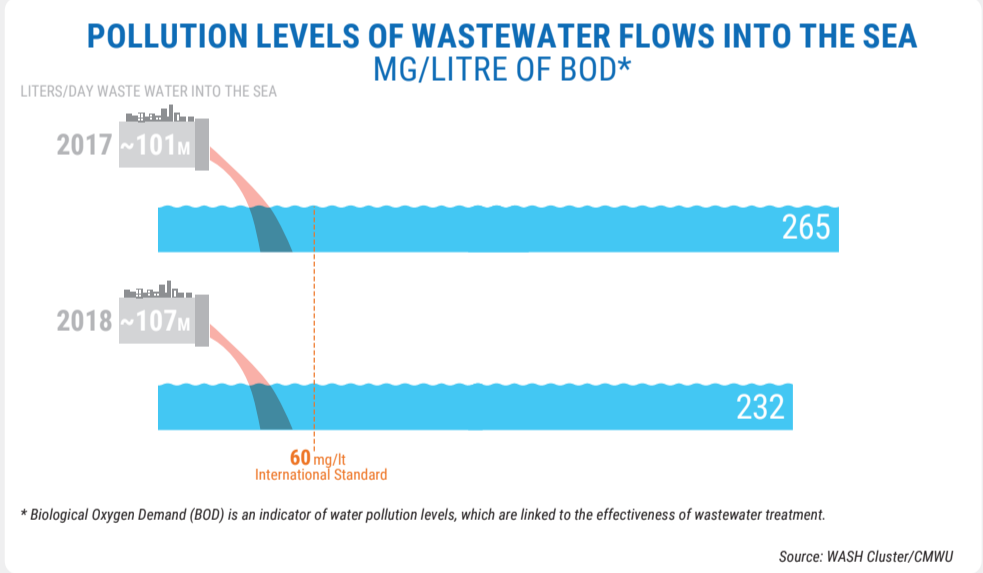 POLLUTION LEVELS OF WASTEWATER FLOWS INTO THE SEA
MG/LITRE OF BOD*
LITERS/DAY WASTE WATER INTO THE SEA
2017 ~101M
265
2018 ~107M
232
60 mg/lt
International Standard
* Biological Oxygen Demand (BOD) is an indicator of water pollution levels, which are linked to the effectiveness of wastewater treatment.
Source: WASH Cluster/CMWU